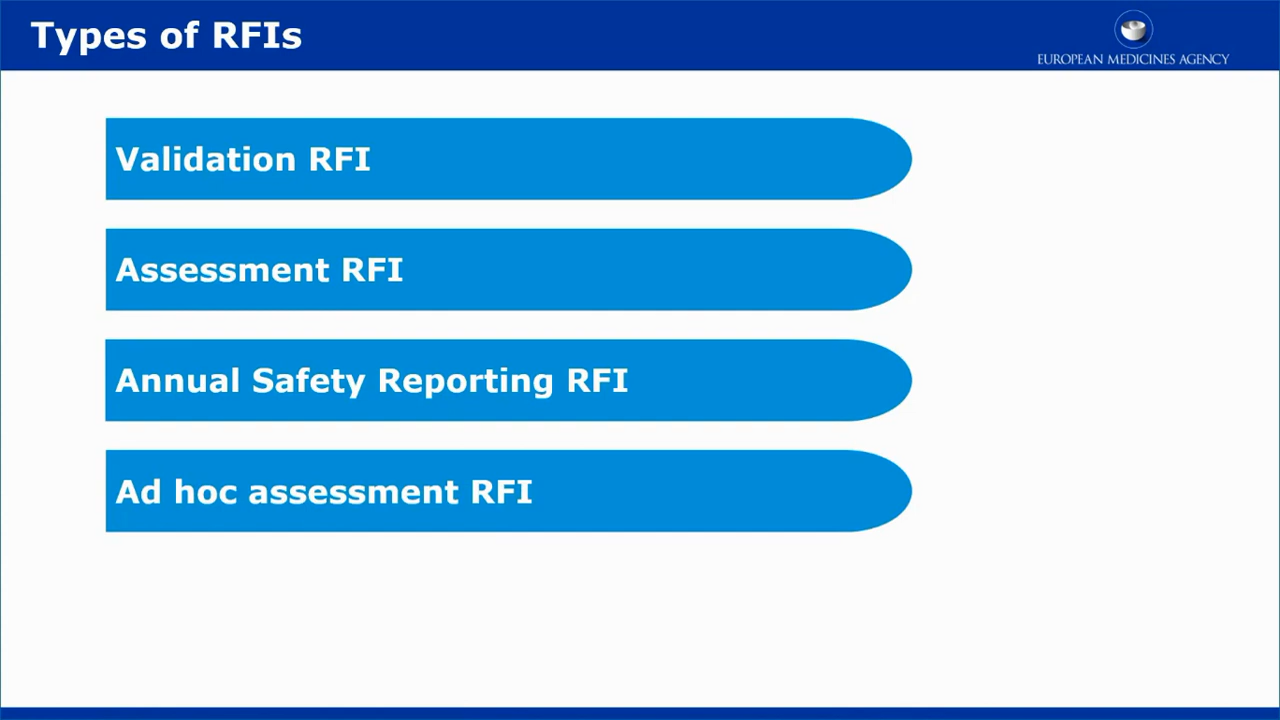 Types of RFIs
EUROPEAN MEDICINES AGENCY
Validation RFI
Assessment RFI
Annual Safety Reporting RFI
Ad hoc assessment RFI